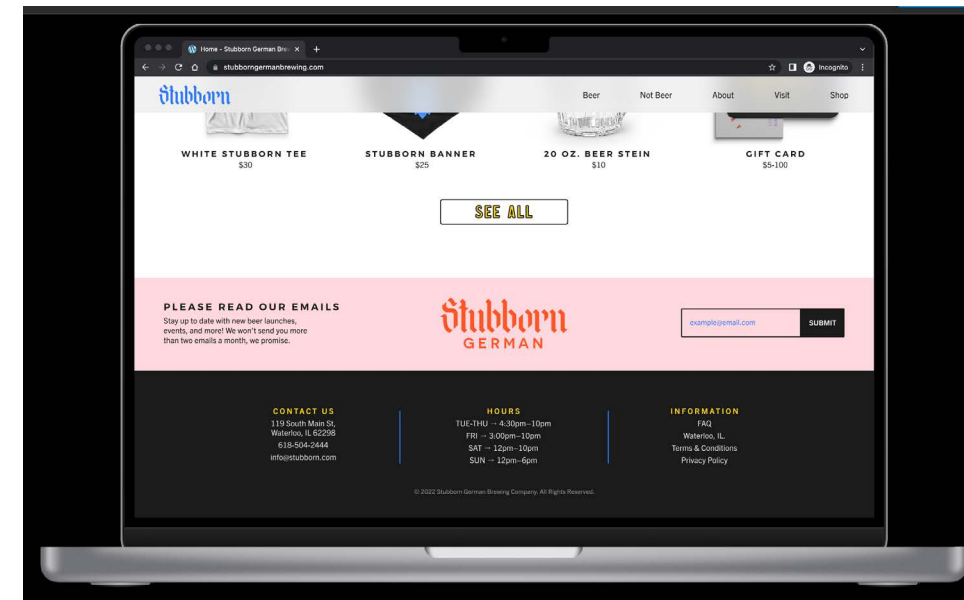 Home - Stubborn German Bre
stubborngermanbrewing.com
Incognito
Stubborn
Beer
Not Beer
About
Visit
Shop
WHITE STUBBORN TEE
$30
STUBBORN BANNER
$25
20 OZ. BEER STEIN
$10
GIFT CARD
$5-100
SEE ALL
PLEASE READ OUR EMAILS
Stay up to date with new beer launches,
events, and more! We won't send you more
than two emails a month, we promise.
Stubborn
GERMAN
example@email.com
SUBMIT
CONTACT US
119 South Main St,
Waterloo, IL 62298
618-504-2444
info@stubborn.com
HOURS
TUE-THU → 4:30pm–10pm
FRI → 3:00pm–10pm
SAT → 12pm–10pm
SUN → 12pm–6pm
INFORMATION
FAQ
Waterloo, IL.
Terms & Conditions
Privacy Policy
© 2022 Stubborn German Brewing Company. All Rights Reserved.